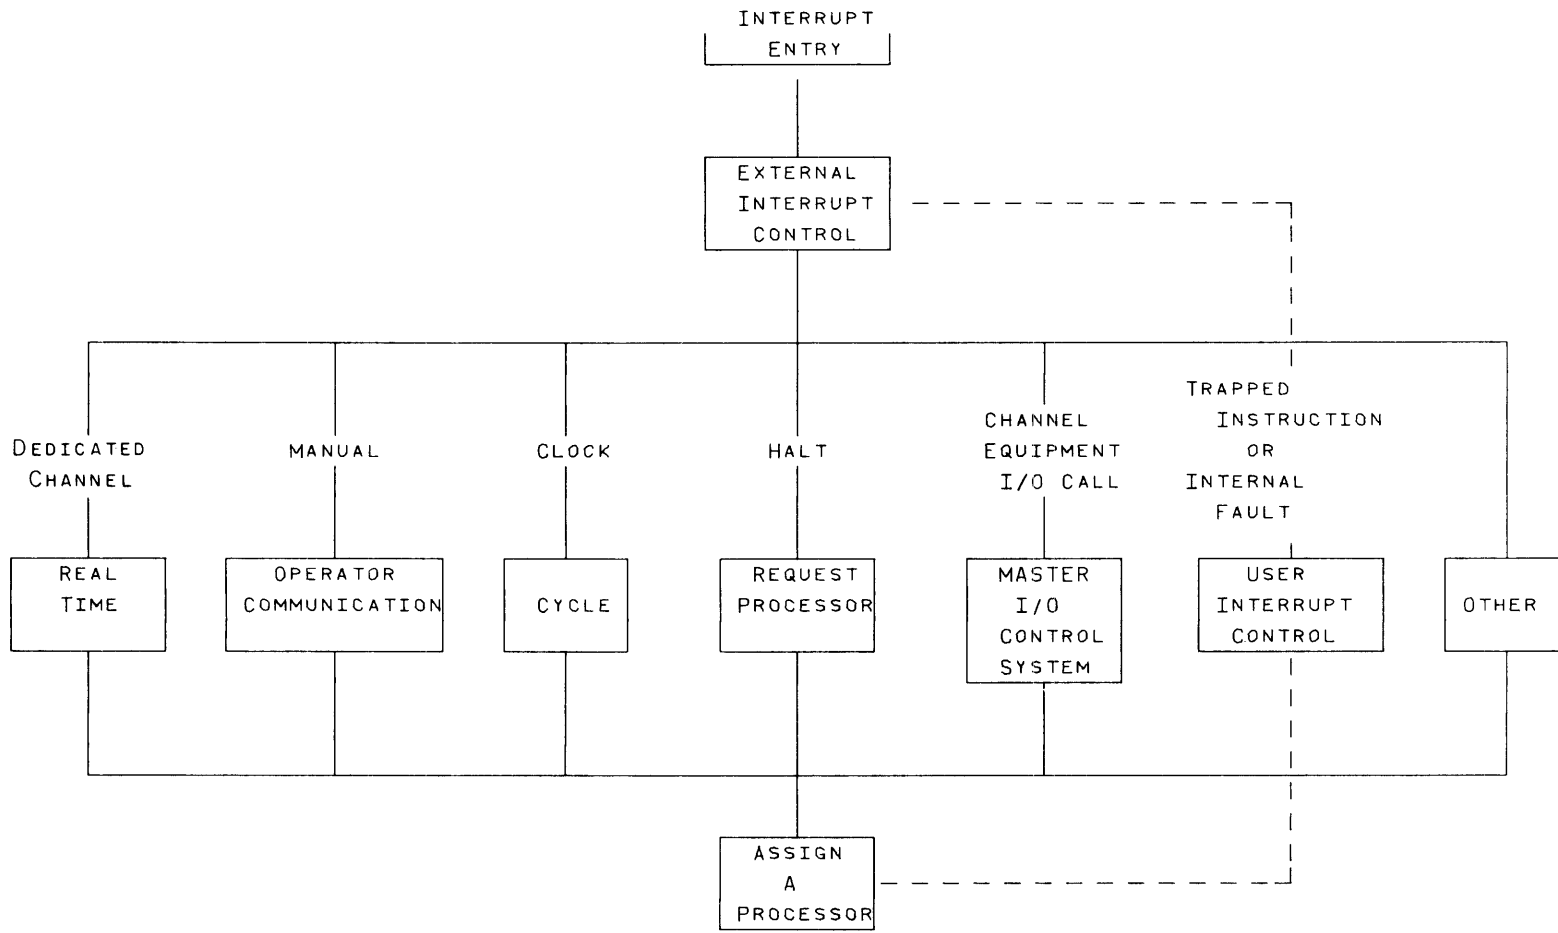 INTERRUPT
ENTRY
EXTERNAL
INTERRUPT
CONTROL
DEDICATED
CHANNEL
MANUAL
CLOCK
HALT
CHANNEL
EQUIPMENT
I/O CALL
TRAPPED
INSTRUCTION
OR
INTERNAL
FAULT
REAL
TIME
OPERATOR
COMMUNICATION
CYCLE
REQUEST
PROCESSOR
MASTER
I/O
CONTROL
SYSTEM
USER
INTERRUPT
CONTROL
OTHER
ASSIGN
A
PROCESSOR